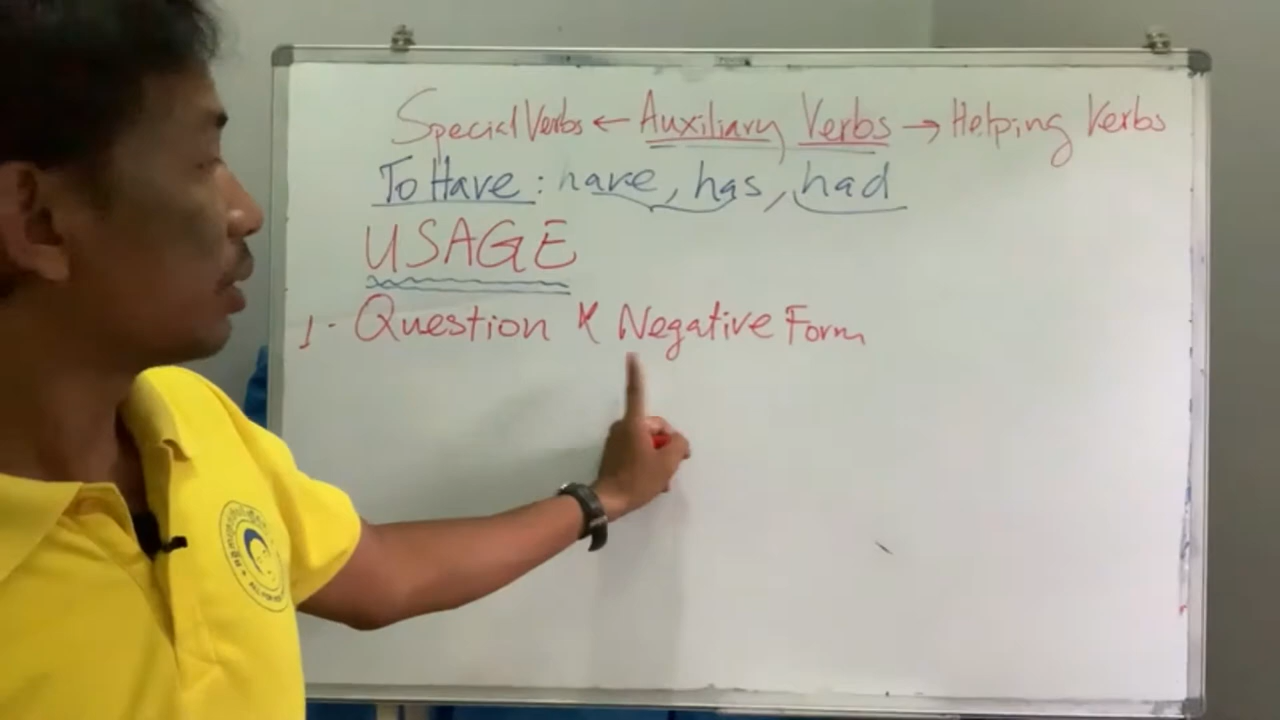 Special Verbs ← Auxiliary Verbs → Helping Verbs
To Have : have, has, had
USAGE
1- Question & Negative Form